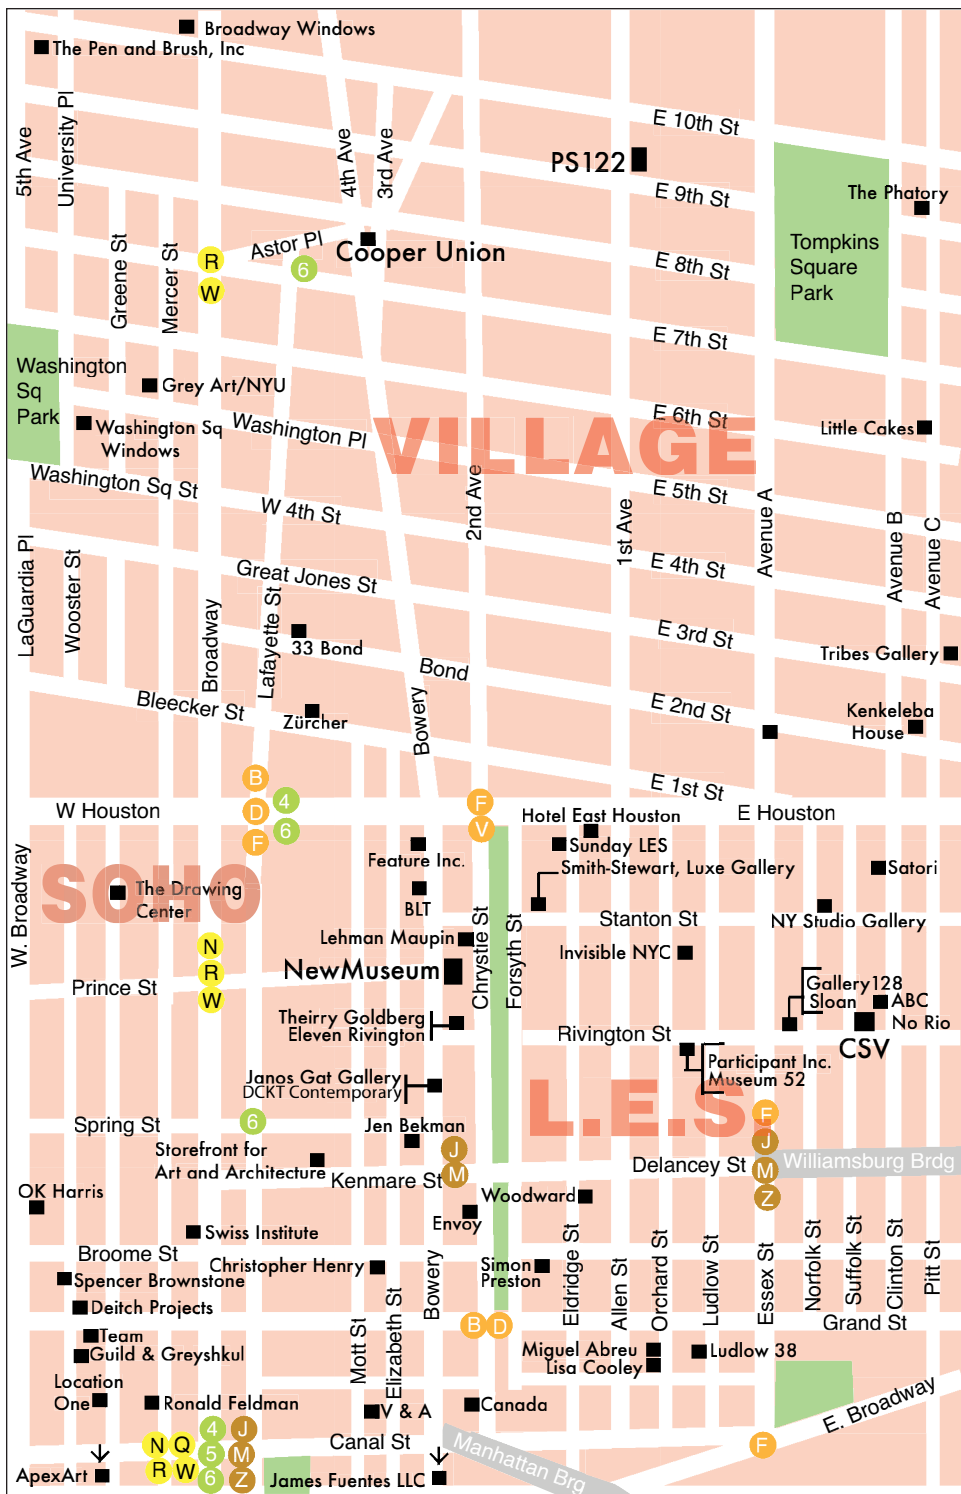 Broadway Windows
The Pen and Brush, Inc
5th Ave
University Pl
4th Ave
3rd Ave
E 10th St
PS122
E 9th St
The Phatory
Greene St
Mercer St
R
W
Astor Pl
6
Cooper Union
E 8th St
Tompkins
Square
Park
E 7th St
Washington
Sq
Park
Grey Art/NYU
Washington Sq
Windows
Washington Pl
VILLAGE
E 6th St
Little Cakes
Washington Sq St
W 4th St
2nd Ave
E 5th St
1st Ave
Avenue A
Avenue B
Avenue C
LaGuardia Pl
Wooster St
Broadway
Lafayette St
Great Jones St
E 4th St
33 Bond
Bond
E 3rd St
Tribes Gallery
Bleecker St
Zürcher
Bowery
E 2nd St
Kenkeleba
House
E 1st St
B
D
F
4
6
F
V
W Houston
E Houston
Hotel East Houston
Sunday LES
Smith-Stewart, Luxe Gallery
Feature Inc.
Satori
W. Broadway
SOHO
The Drawing
Center
BLT
Stanton St
NY Studio Gallery
N
R
W
Lehman Maupin
Chrystie St
Forsyth St
Invisible NYC
NewMuseum
Prince St
Gallery128
Sloan
ABC
No Rio
CSV
Theirry Goldberg
Eleven Rivington
Rivington St
Participant Inc.
Museum 52
Janos Gat Gallery
DCKT Contemporary
L.E.S.
6
Spring St
Jen Bekman
F
J
M
Z
J
M
Storefront for
Art and Architecture
Kenmare St
Delancey St
Williamsburg Brdg
OK Harris
Woodward
Envoy
Swiss Institute
Broome St
Christopher Henry
Simon
Preston
Spencer Brownstone
Deitch Projects
Mott St
Elizabeth St
Bowery
Eldridge St
Allen St
Orchard St
Ludlow St
Essex St
Norfolk St
Suffolk St
Clinton St
Pitt St
B
D
Grand St
Team
Guild & Greyshkul
Miguel Abreu
Lisa Cooley
Ludlow 38
Location
One
Ronald Feldman
V & A
Canada
E. Broadway
4
5
6
J
M
Z
N
Q
R
W
Canal St
Manhattan Brg
F
ApexArt
James Fuentes LLC